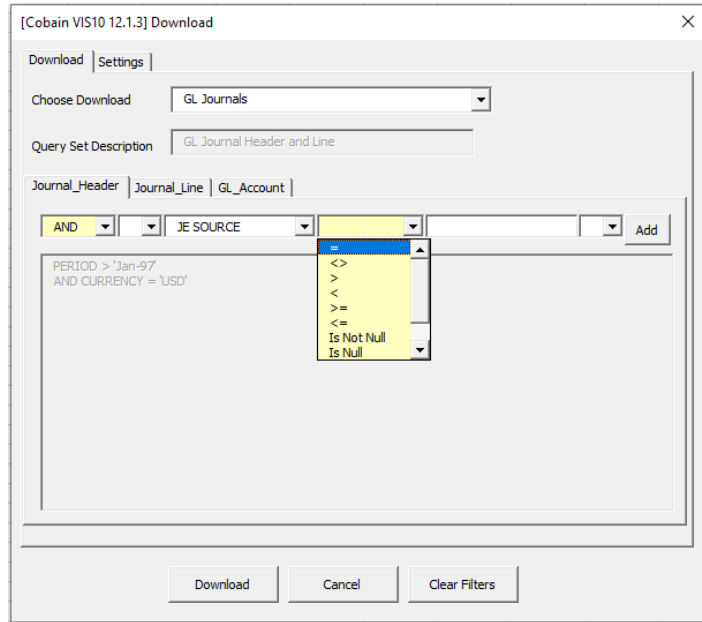 [Cobain VIS10 12.1.3] Download
Download Settings
Choose Download GL Journals
Query Set Description GL Journal Header and Line
Journal_Header Journal_Line GL_Account
AND JE SOURCE Add
=
<>
>
<
>=
<=
Is Not Null
Is Null
PERIOD > 'Jan-97'
AND CURRENCY = 'USD'
Download Cancel Clear Filters